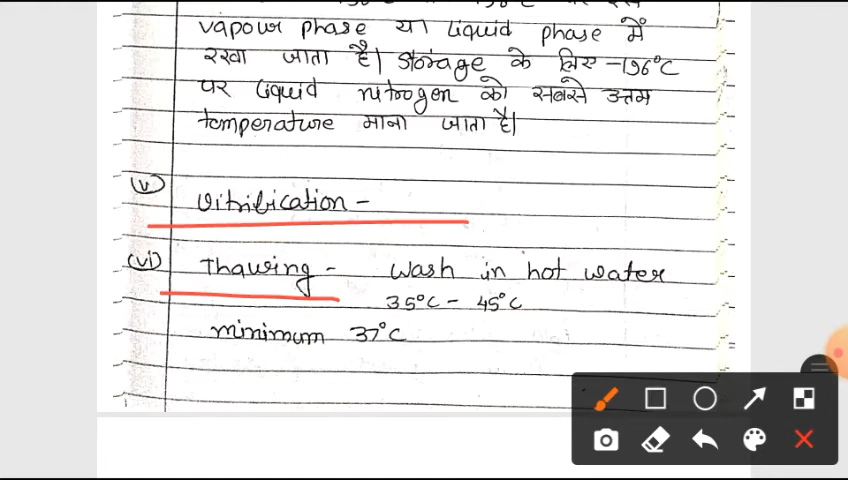 vapour phase या liquid phase में
रखा जाता है। storage के लिए -196°C
पर liquid nitrogen को सबसे उत्तम
temperature माना जाता है।
(v) Vitrification -
(vi) Thawing - wash in hot water
35°C - 45°C
minimum 37°C